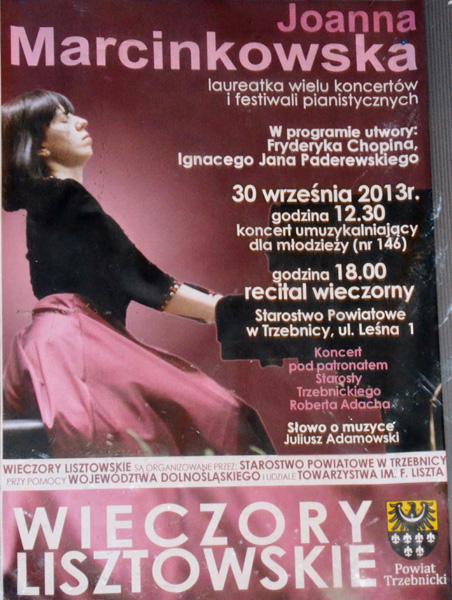 Joanna
Marcinkowska
laureatka wielu koncertów
i festiwali pianistycznych
W programie utwory:
Fryderyka Chopina,
Ignacego Jana Paderewskiego
30 września 2013r.
godzina 12.30
koncert umuzykalniający
dla młodzieży (nr 146)
godzina 18.00
recital wieczorny
Starostwo Powiatowe
w Trzebnicy, ul. Leśna 1
Koncert
pod patronatem
Starosty
Trzebnickiego
Roberta Adacha
Słowo o muzyce
Juliusz Adamowski
WIECZORY LISZTOWSKIE SĄ ORGANIZOWANE PRZEZ: STAROSTWO POWIATOWE W TRZEBNICY
PRZY POMOCY WOJEWÓDZTWA DOLNOŚLĄSKIEGO I UDZIALE TOWARZYSTWA IM. F. LISZTA
WIECZORY
LISZTOWSKIE
Powiat
Trzebnicki